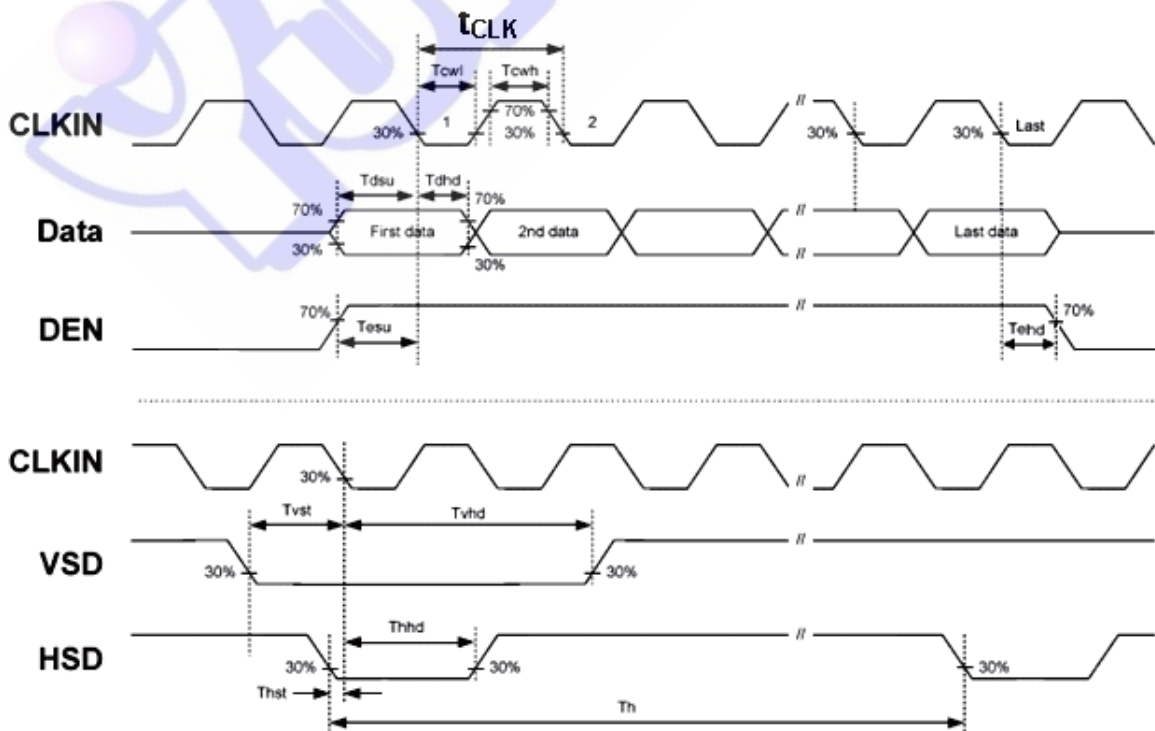 tCLK
Tcwl Tcwh
CLKIN 30% 1 70% 30% 2 30% 30% Last
Tdsu Tdhd
70% 70%
Data First data 2nd data // Last data
30% 30%
DEN 70% Tesu // 70% Tehd
CLKIN 30% //
Tvst Tvhd
VSD 30% 30% //
Thhd
HSD 30% 30% // 30%
Thst
Th